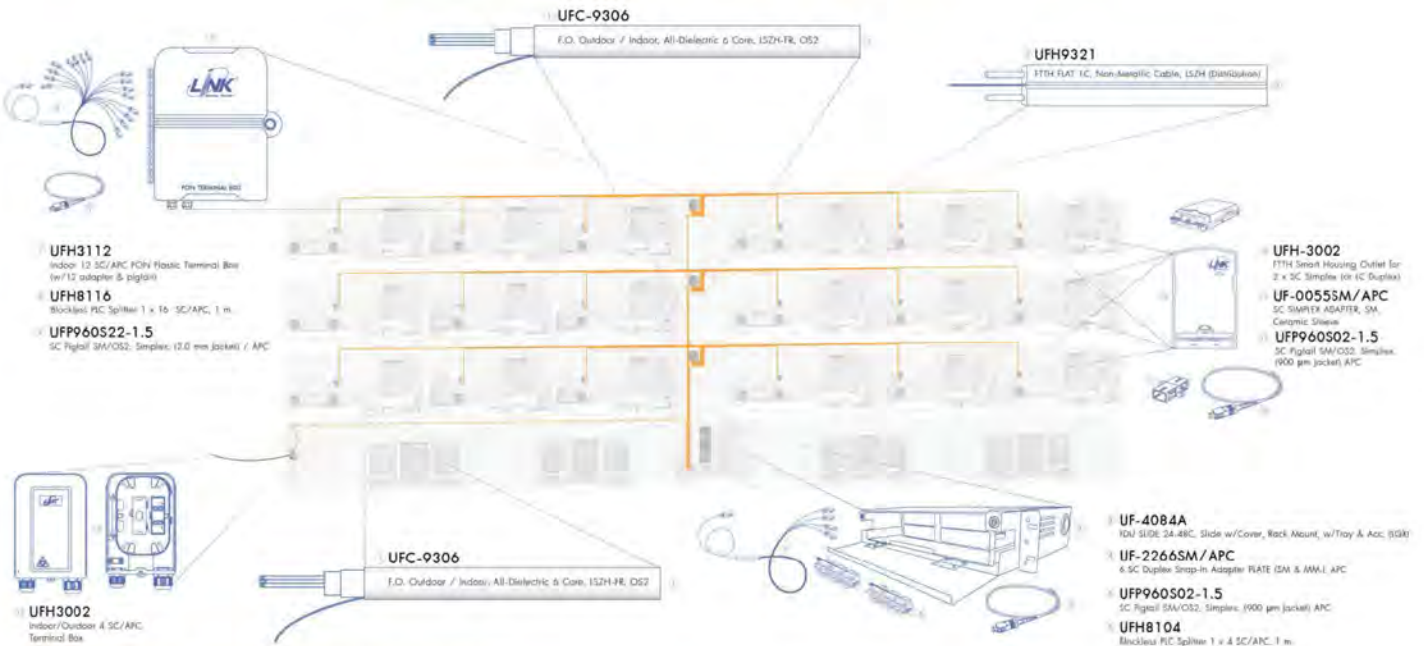 UFC-9306
F.O. Outdoor / Indoor, All-Dielectric 6 Core, LSZH-FR, OS2
UFH9321
FTTH FLAT 1C, Non-Metallic Cable, LSZH (Distribution)
LINK
PON TERMINAL BOX
UFH3112
Indoor 12 SC/APC PON Plastic Terminal Box
(w/12 adapter & pigtail)
UFH8116
Blockless PLC Splitter 1 x 16 SC/APC, 1 m.
UFP960S22-1.5
SC Pigtail SM/OS2, Simplex, (2.0 mm Jacket) / APC
LINK
UFH-3002
FTTH Smart Housing Outlet for
2 x SC Simplex (or LC Duplex)
UF-0055SM/APC
SC SIMPLEX ADAPTER, SM,
Ceramic Sleeve
UFP960S02-1.5
SC Pigtail SM/OS2, Simplex,
(900 µm Jacket) APC
LINK
UFH3002
Indoor/Outdoor 4 SC/APC,
Terminal Box
UFC-9306
F.O. Outdoor / Indoor, All-Dielectric 6 Core, LSZH-FR, OS2
UF-4084A
FDU SLIDE 24-48C, Slide w/Cover, Rack Mount, w/Tray & Acc,
UF-2266SM/APC
6 SC Duplex Snap-in Adapter PLATE (SM & MM), APC
UFP960S02-1.5
SC Pigtail SM/OS2, Simplex, (900 µm Jacket) APC
UFH8104
Blockless PLC Splitter 1 x 4 SC/APC, 1 m.